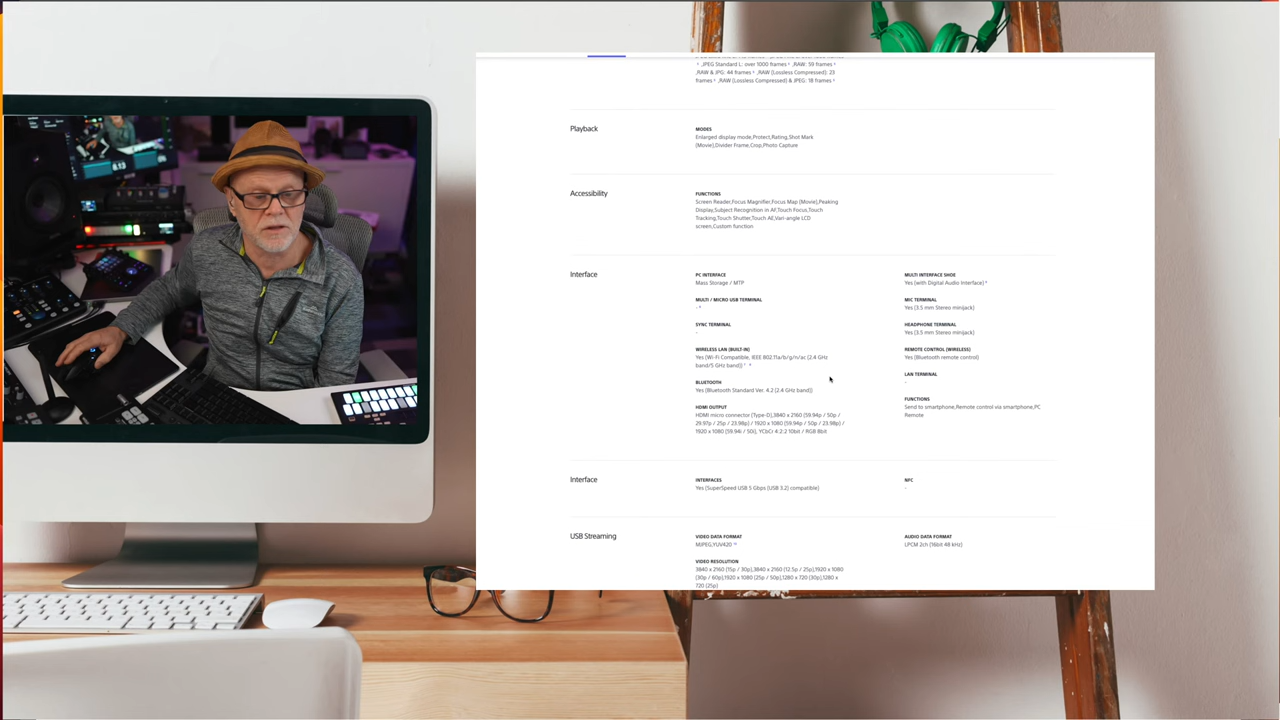 ⁵ ,JPEG Standard L: over 1000 frames ⁵ ,RAW: 59 frames ⁵
,RAW & JPG: 44 frames ⁵ ,RAW (Lossless Compressed): 23
frames ⁵ ,RAW (Lossless Compressed) & JPEG: 18 frames ⁵
Playback
MODES
Enlarged display mode,Protect,Rating,Shot Mark
(Movie),Divider Frame,Crop,Photo Capture
Accessibility
FUNCTIONS
Screen Reader,Focus Magnifier,Focus Map (Movie),Peaking
Display,Subject Recognition in AF,Touch Focus,Touch
Tracking,Touch Shutter,Touch AE,Vari-angle LCD
screen,Custom function
Interface
PC INTERFACE
Mass Storage / MTP
MULTI / MICRO USB TERMINAL
-
SYNC TERMINAL
-
WIRELESS LAN (BUILT-IN)
Yes (Wi-Fi Compatible, IEEE 802.11a/b/g/n/ac (2.4 GHz
band/5 GHz band))
BLUETOOTH
Yes (Bluetooth Standard Ver. 4.2 (2.4 GHz band))
HDMI OUTPUT
HDMI micro connector (Type-D),3840 x 2160 (59.94p / 50p /
29.97p / 25p / 23.98p) / 1920 x 1080 (59.94p / 50p / 23.98p) /
1920 x 1080 (59.94i / 50i), YCbCr 4:2:2 10bit / RGB 8bit
MULTI INTERFACE SHOE
Yes (with Digital Audio Interface)
MIC TERMINAL
Yes (3.5 mm Stereo minijack)
HEADPHONE TERMINAL
Yes (3.5 mm Stereo minijack)
REMOTE CONTROL (WIRELESS)
Yes (Bluetooth remote control)
LAN TERMINAL
-
FUNCTIONS
Send to smartphone,Remote control via smartphone,PC
Remote
Interface
INTERFACES
Yes (SuperSpeed USB 5 Gbps (USB 3.2) compatible)
NFC
-
USB Streaming
VIDEO DATA FORMAT
MJPEG,YUV420
VIDEO RESOLUTION
3840 x 2160 (15p / 30p),3840 x 2160 (12.5p / 25p),1920 x 1080
(30p / 60p),1920 x 1080 (25p / 50p),1280 x 720 (30p),1280 x
720 (25p)
AUDIO DATA FORMAT
LPCM 2ch (16bit 48 kHz)